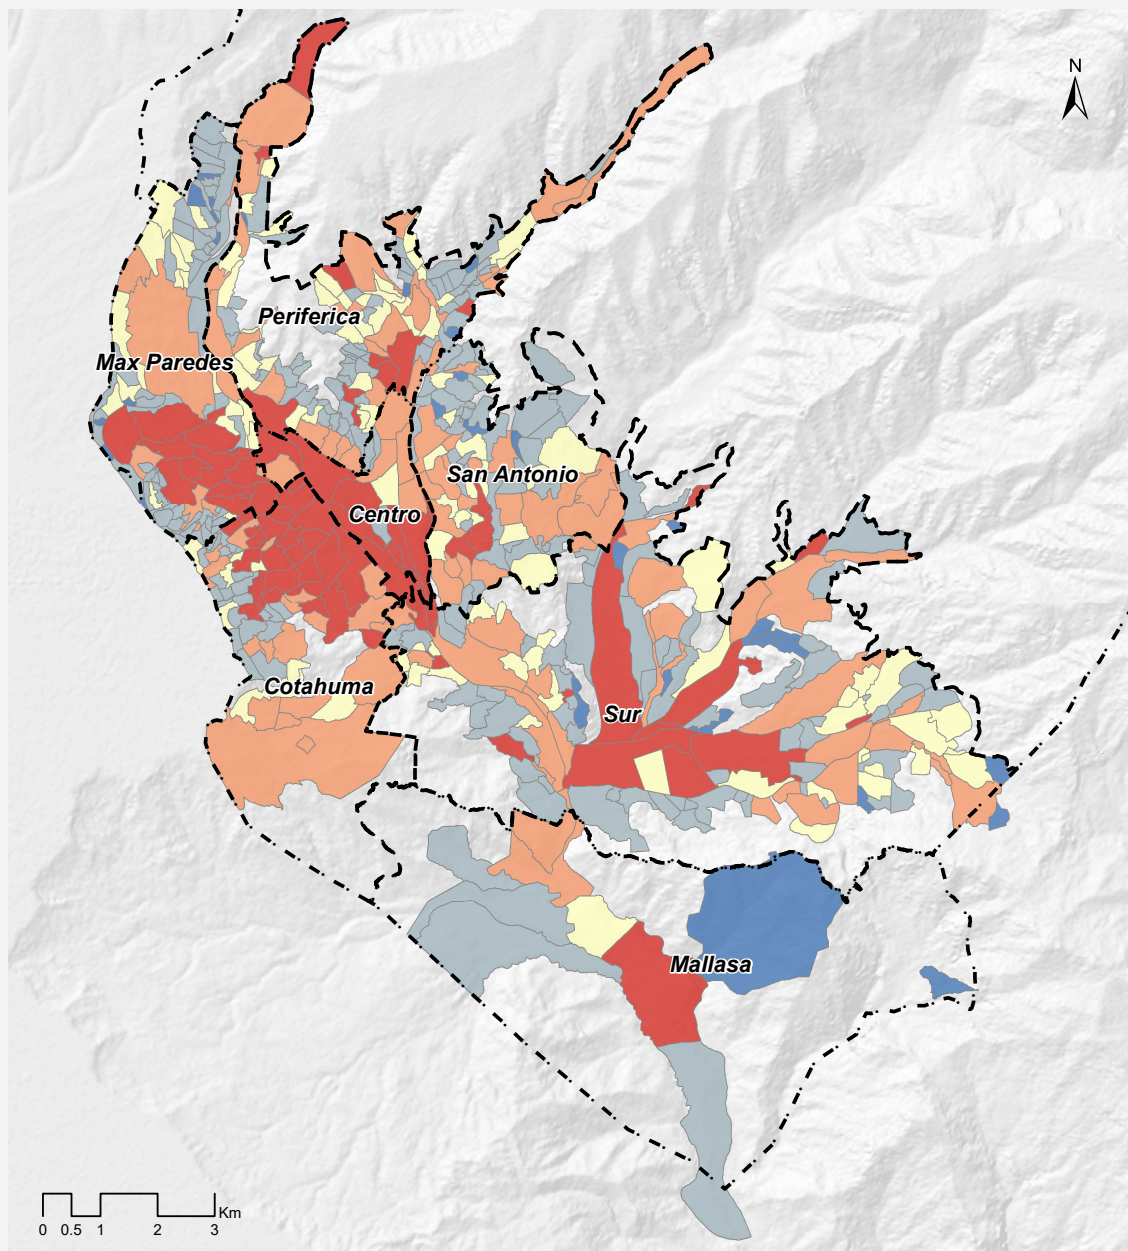 N
Periferica
Max Paredes
San Antonio
Centro
Cotahuma
Sur
Mallasa
Km
0 0.5 1 2 3